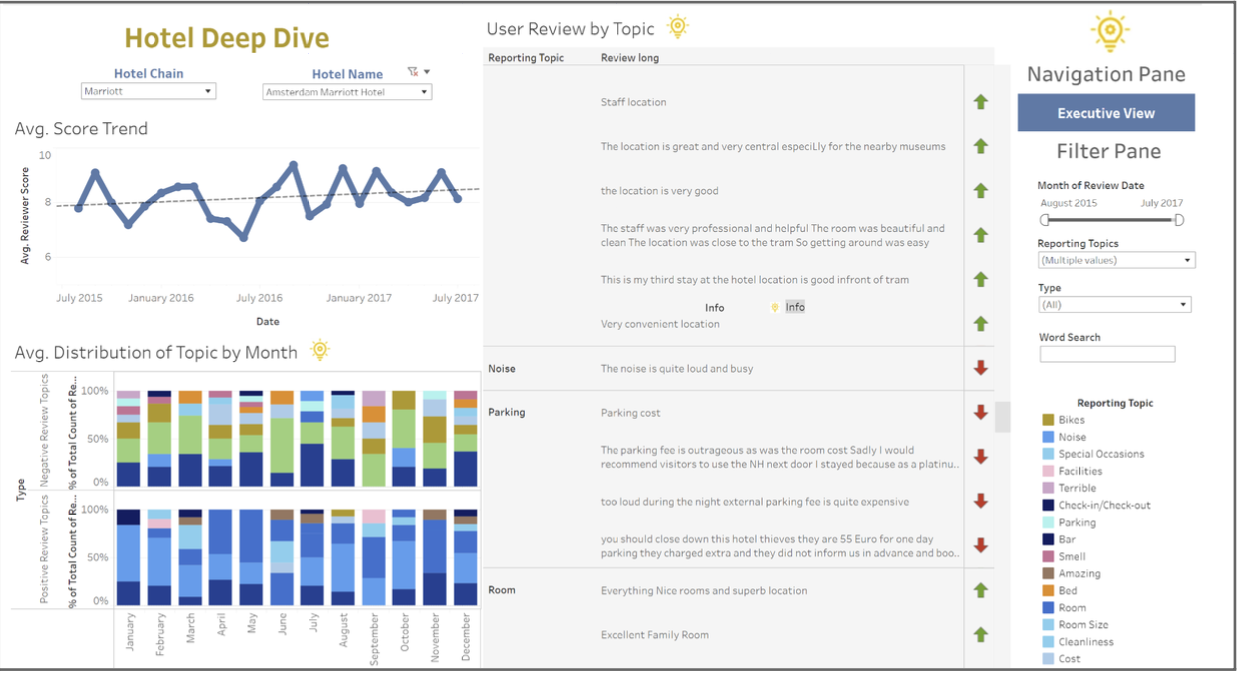 Hotel Deep Dive
Hotel Chain
Marriott
Hotel Name
Amsterdam Marriott Hotel
Avg. Score Trend
Avg. Reviewer Score
10
8
6
July 2015
January 2016
July 2016
January 2017
July 2017
Date
Avg. Distribution of Topic by Month
Type
Negative Review Topics
% of Total Count of Re...
100%
50%
0%
Positive Review Topics
% of Total Count of Re...
100%
50%
0%
January
February
March
April
May
June
July
August
September
October
November
December
User Review by Topic
Reporting Topic
Review long
Staff location
The location is great and very central especiLly for the nearby museums
the location is very good
The staff was very professional and helpful The room was beautiful and
clean The location was close to the tram So getting around was easy
This is my third stay at the hotel location is good infront of tram
Info
Info
Very convenient location
Noise
The noise is quite loud and busy
Parking
Parking cost
The parking fee is outrageous as was the room cost Sadly I would
recommend visitors to use the NH next door I stayed because as a platinu..
too loud during the night external parking fee is quite expensive
you should close down this hotel thieves they are 55 Euro for one day
parking they charged extra and they did not inform us in advance and boo..
Room
Everything Nice rooms and superb location
Excellent Family Room
Navigation Pane
Executive View
Filter Pane
Month of Review Date
August 2015
July 2017
Reporting Topics
(Multiple values)
Type
(All)
Word Search
Reporting Topic
Bikes
Noise
Special Occasions
Facilities
Terrible
Check-in/Check-out
Parking
Bar
Smell
Amazing
Bed
Room
Room Size
Cleanliness
Cost